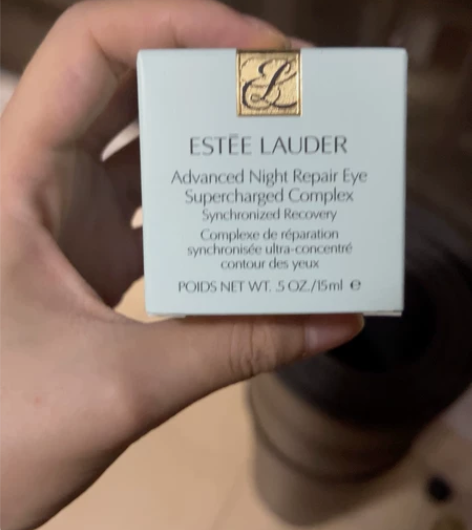 EL
ESTĒE LAUDER
Advanced Night Repair Eye
Supercharged Complex
Synchronized Recovery
Complexe de réparation
synchronisée ultra-concentré
contour des yeux
POIDS NET WT. .5 OZ./15ml ℮